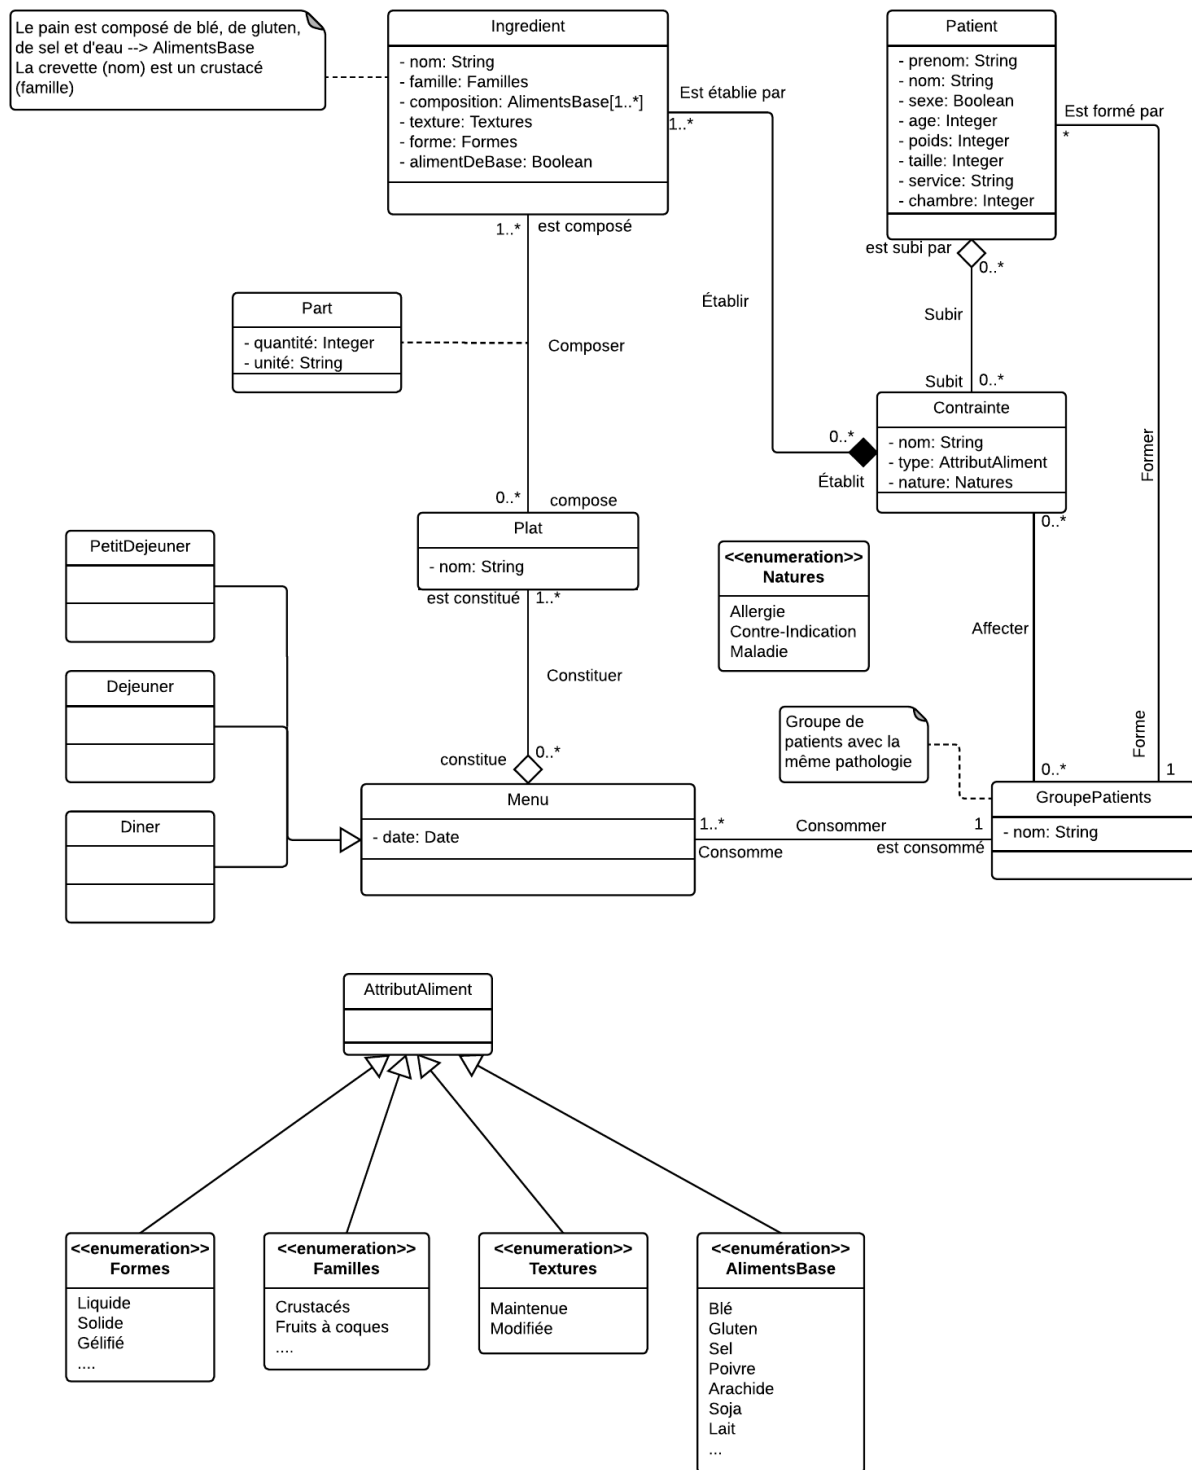 Le pain est composé de blé, de gluten,
de sel et d'eau --> AlimentsBase
La crevette (nom) est un crustacé
(famille)
Ingredient
- nom: String
- famille: Familles
- composition: AlimentsBase[1..*]
- texture: Textures
- forme: Formes
- alimentDeBase: Boolean
Patient
- prenom: String
- nom: String
- sexe: Boolean
- age: Integer
- poids: Integer
- taille: Integer
- service: String
- chambre: Integer
Est établie par
1..*
Est formé par
*
1..*
est composé
est subi par
0..*
Établir
Subir
Part
- quantité: Integer
- unité: String
Composer
Subit
0..*
Contrainte
- nom: String
- type: AttributAliment
- nature: Natures
0..*
Établit
Former
0..*
compose
Plat
- nom: String
0..*
PetitDejeuner
<<enumeration>>
Natures
Allergie
Contre-Indication
Maladie
est constitué
1..*
Affecter
Dejeuner
Constituer
Groupe de
patients avec la
même pathologie
Forme
constitue
0..*
0..*
1
Menu
- date: Date
GroupePatients
- nom: String
Diner
1..*
Consommer
1
Consomme
est consommé
AttributAliment
<<enumeration>>
Formes
Liquide
Solide
Gélifié
....
<<enumeration>>
Familles
Crustacés
Fruits à coques
....
<<enumeration>>
Textures
Maintenue
Modifiée
<<enumération>>
AlimentsBase
Blé
Gluten
Sel
Poivre
Arachide
Soja
Lait
...